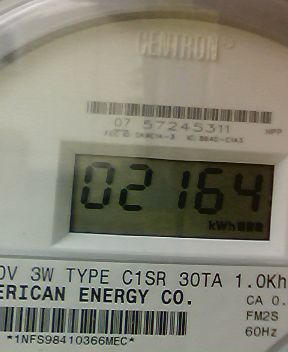 CENTRON
07 57245311
02164
kWh
0V 3W TYPE C1SR 30TA 1.0Kh
ERICAN ENERGY CO.
CA 0.
FM2S
60Hz
*1NFS98410366MEC*